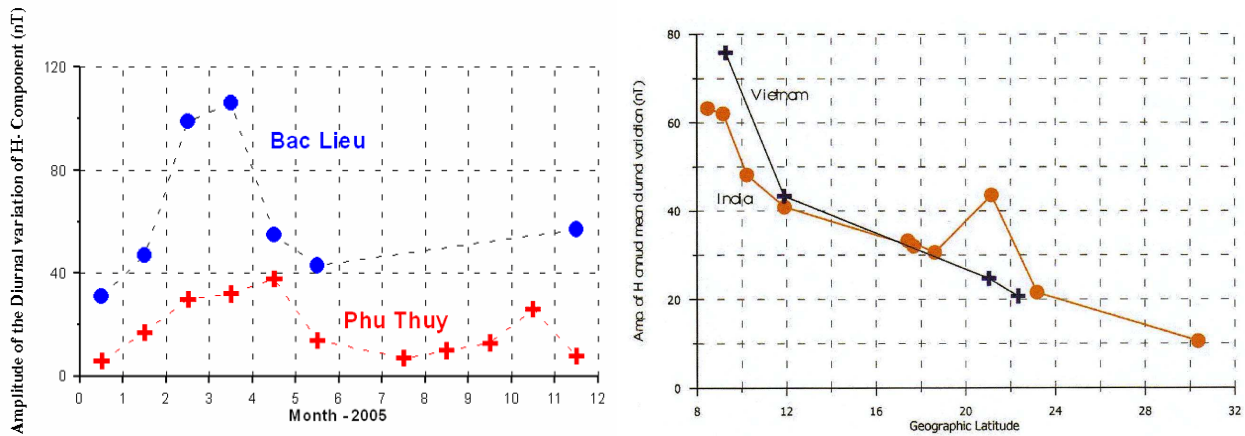 Amplitude of the Diurnal variation of H- Component (nT)
120
80
40
0
Bac Lieu
Phu Thuy
0 1 2 3 4 5 6 7 8 9 10 11 12
Month - 2005
Amp of H annual mean diurnal variation (nT)
80
60
40
20
0
Vietnam
India
8 12 16 20 24 28 32
Geographic Latitude